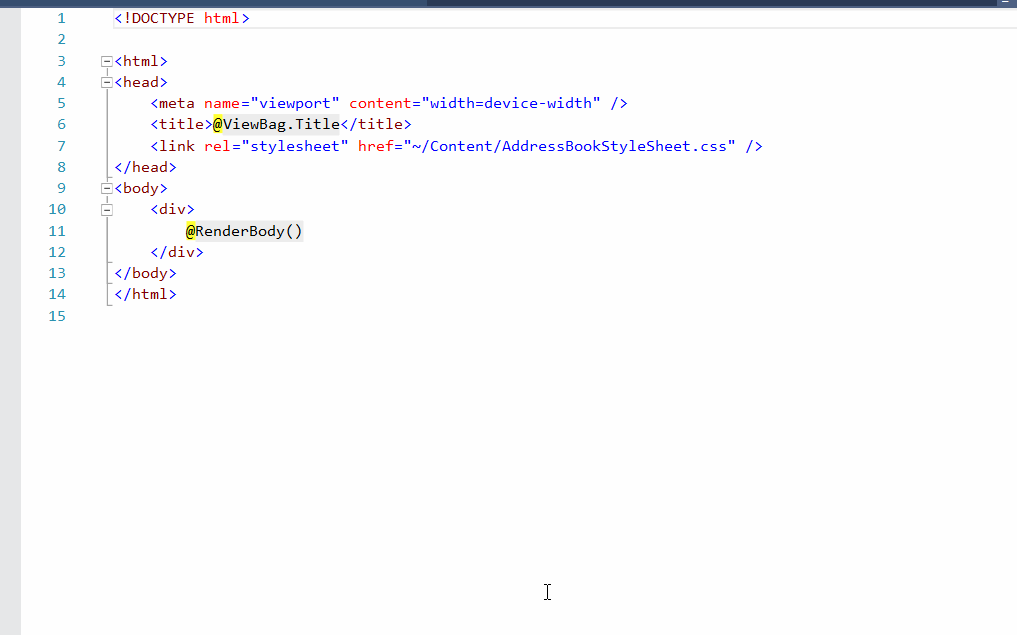 1 <!DOCTYPE html>
2
3 <html>
4 <head>
5 <meta name="viewport" content="width=device-width" />
6 <title>@ViewBag.Title</title>
7 <link rel="stylesheet" href="~/Content/AddressBookStyleSheet.css" />
8 </head>
9 <body>
10 <div>
11 @RenderBody()
12 </div>
13 </body>
14 </html>
15